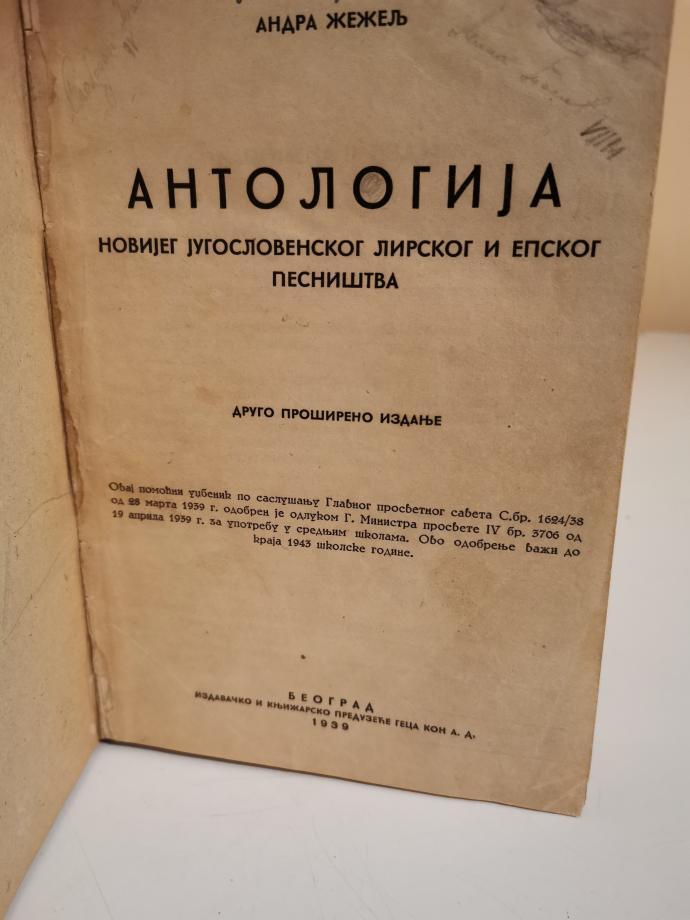 АНДРА ЖЕЖЕЉ
АНТОЛОГИЈА
НОВИЈЕГ ЈУГОСЛОВЕНСКОГ ЛИРСКОГ И ЕПСКОГ
ПЕСНИШТВА
ДРУГО ПРОШИРЕНО ИЗДАЊЕ
Овај помоћни уџбеник по саслушању Главног просветног савета С.бр. 1624/38
од 28 марта 1939 г. одобрен је одлуком Г. Министра просвете IV бр. 3706 од
19 априла 1939 г. за употребу у средњим школама. Ово одобрење важи до
краја 1943 школске године.
БЕОГРАД
ИЗДАВАЧКО И КЊИЖАРСКО ПРЕДУЗЕЋЕ ГЕЦА КОН А. Д.
1939